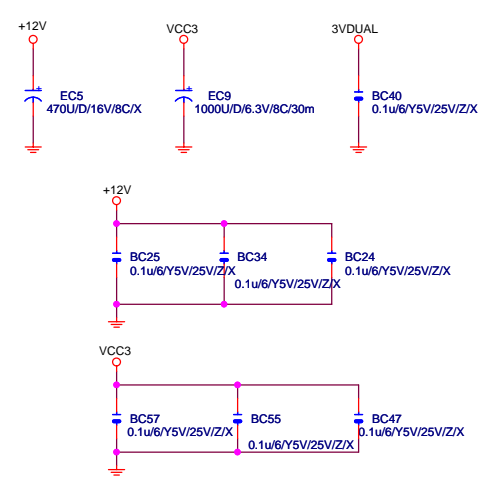 +12V
VCC3
3VDUAL
EC5
470U/D/16V/8C/X
EC9
1000U/D/6.3V/8C/30m
BC40
0.1u/6/Y5V/25V/Z/X
+12V
BC25
0.1u/6/Y5V/25V/Z/X
BC34
0.1u/6/Y5V/25V/Z/X
BC24
0.1u/6/Y5V/25V/Z/X
VCC3
BC57
0.1u/6/Y5V/25V/Z/X
BC55
0.1u/6/Y5V/25V/Z/X
BC47
0.1u/6/Y5V/25V/Z/X